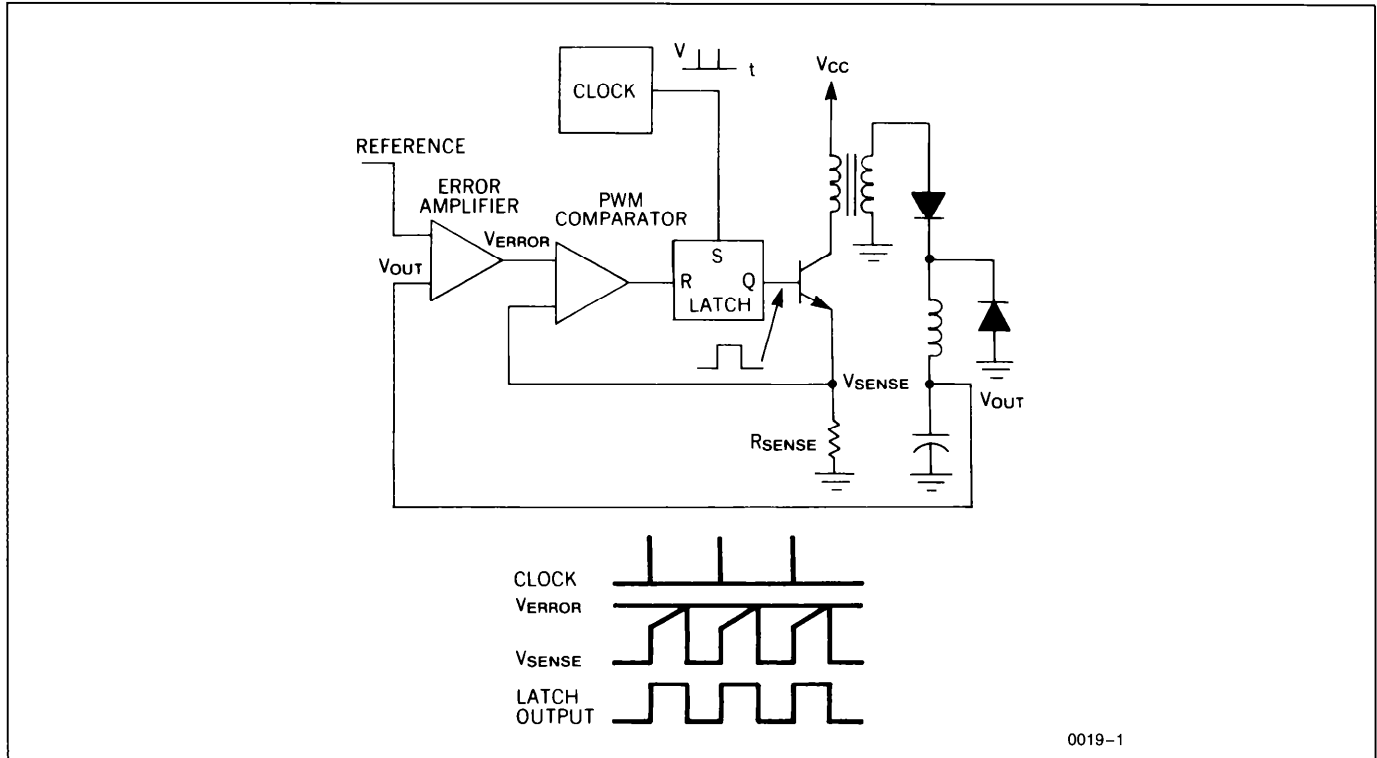 V
t
CLOCK
VCC
REFERENCE
ERROR
AMPLIFIER
PWM
COMPARATOR
VERROR
VOUT
S
R
Q
LATCH
VSENSE
VOUT
RSENSE
CLOCK
VERROR
VSENSE
LATCH
OUTPUT
0019-1